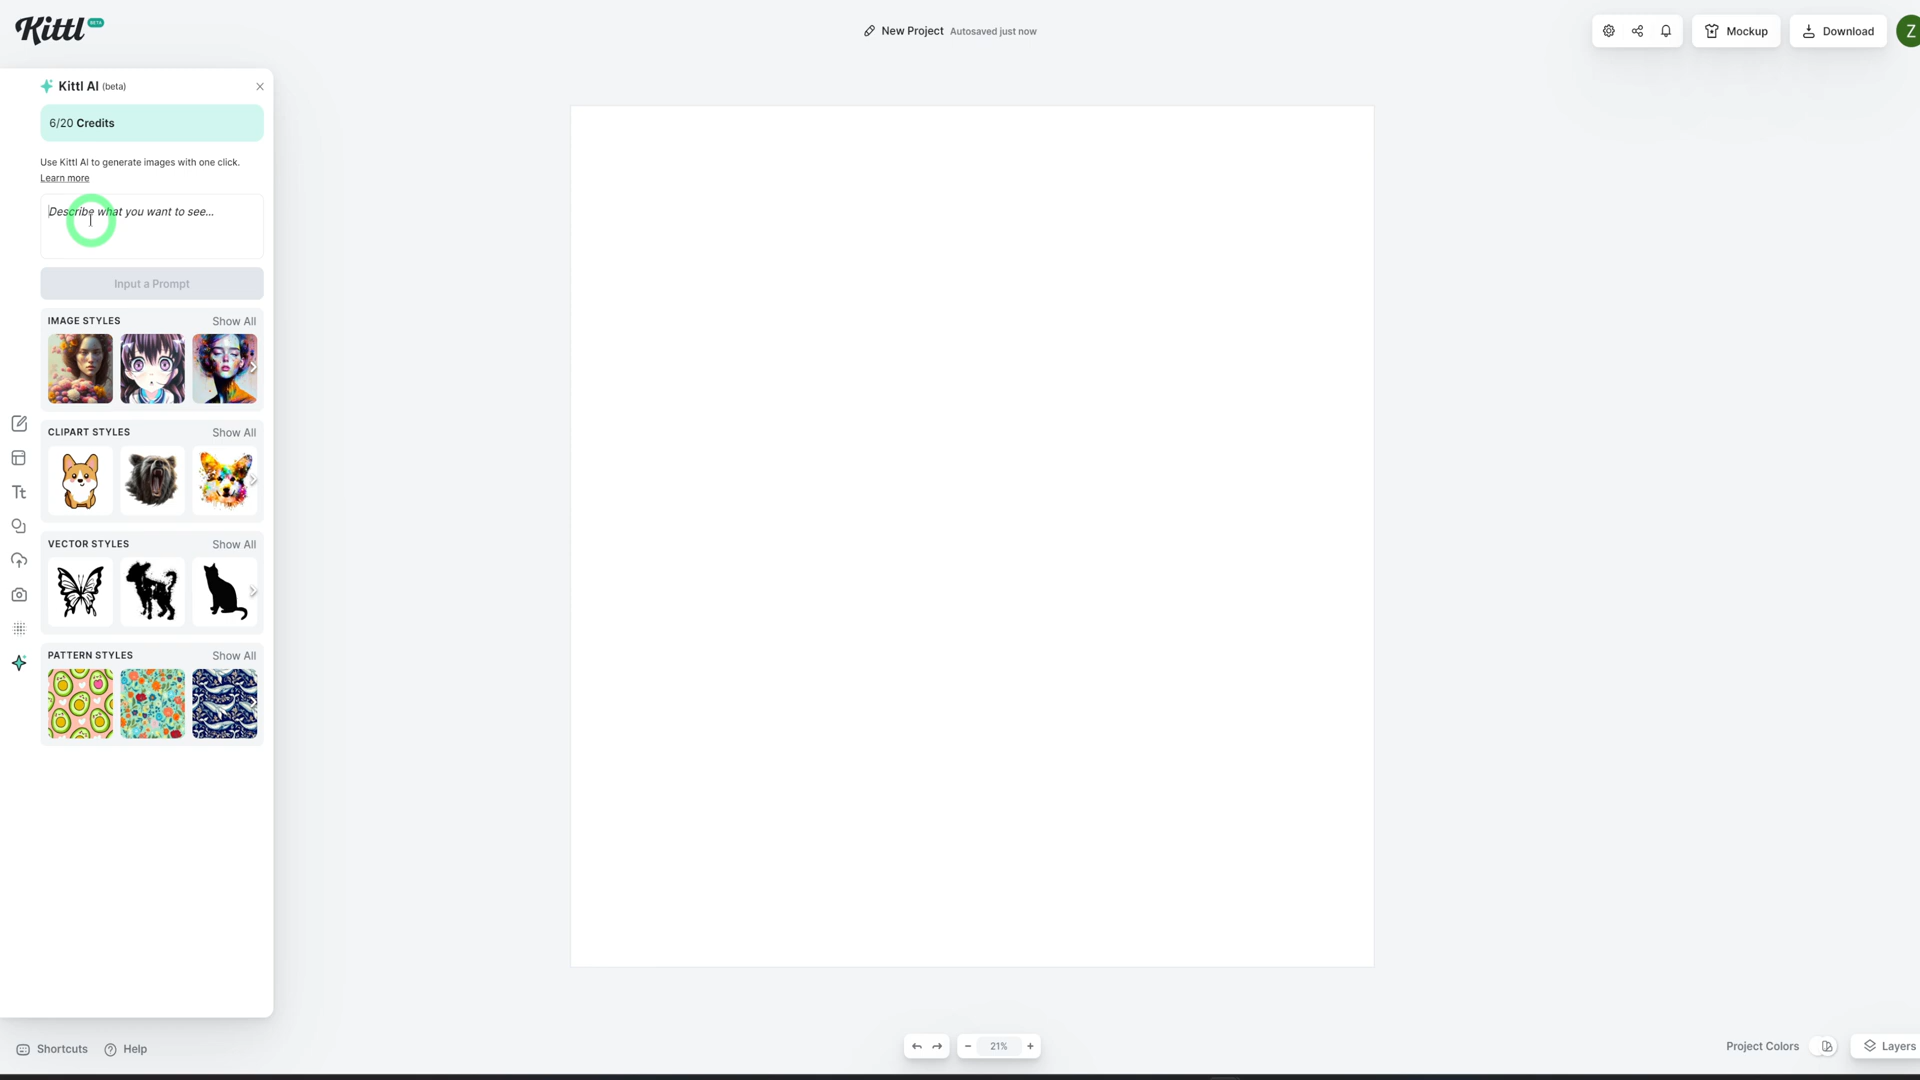 Kittl BETA
New Project Autosaved just now
Mockup
Download
Z
Kittl AI (beta)
6/20 Credits
Use Kittl AI to generate images with one click.
Learn more
Describe what you want to see...
Input a Prompt
IMAGE STYLES Show All
CLIPART STYLES Show All
VECTOR STYLES Show All
PATTERN STYLES Show All
Tt
Shortcuts
Help
21%
Project Colors
Layers